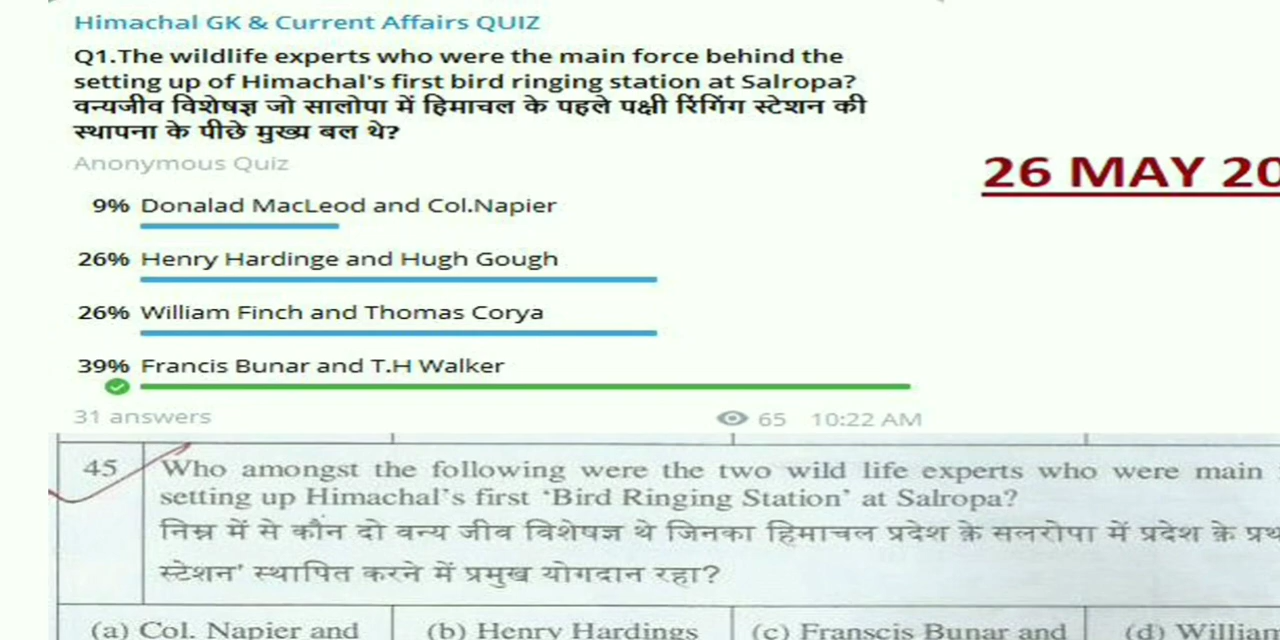 Himachal GK & Current Affairs QUIZ
Q1.The wildlife experts who were the main force behind the
setting up of Himachal's first bird ringing station at Salropa?
वन्यजीव विशेषज्ञ जो सालोपा में हिमाचल के पहले पक्षी रिंगिंग स्टेशन की
स्थापना के पीछे मुख्य बल थे?
Anonymous Quiz
26 MAY 20
9% Donalad MacLeod and Col.Napier
26% Henry Hardinge and Hugh Gough
26% William Finch and Thomas Corya
39% Francis Bunar and T.H Walker
31 answers 65 10:22 AM
45 Who amongst the following were the two wild life experts who were main
setting up Himachal's first 'Bird Ringing Station' at Salropa?
निम्न में से कौन दो वन्य जीव विशेषज्ञ थे जिनका हिमाचल प्रदेश के सलरोपा में प्रदेश के प्रथ
स्टेशन' स्थापित करने में प्रमुख योगदान रहा?
(a) Col. Napier and (b) Henry Hardings (c) Franscis Bunar and (d) William